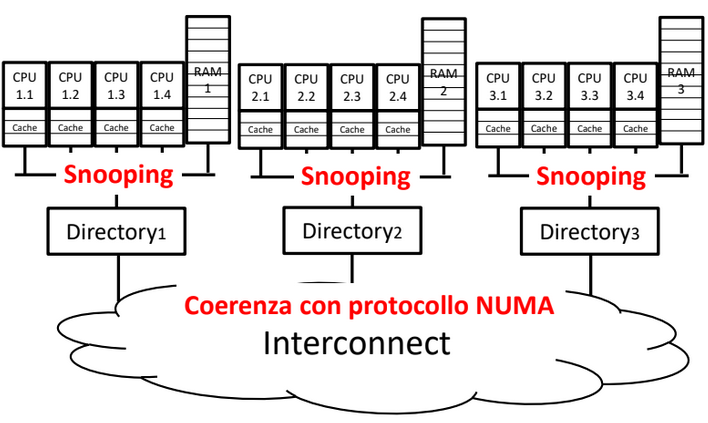 CPU 1.1
CPU 1.2
CPU 1.3
CPU 1.4
RAM 1
Cache
Cache
Cache
Cache
Snooping
Directory1
CPU 2.1
CPU 2.2
CPU 2.3
CPU 2.4
RAM 2
Cache
Cache
Cache
Cache
Snooping
Directory2
CPU 3.1
CPU 3.2
CPU 3.3
CPU 3.4
RAM 3
Cache
Cache
Cache
Cache
Snooping
Directory3
Coerenza con protocollo NUMA
Interconnect